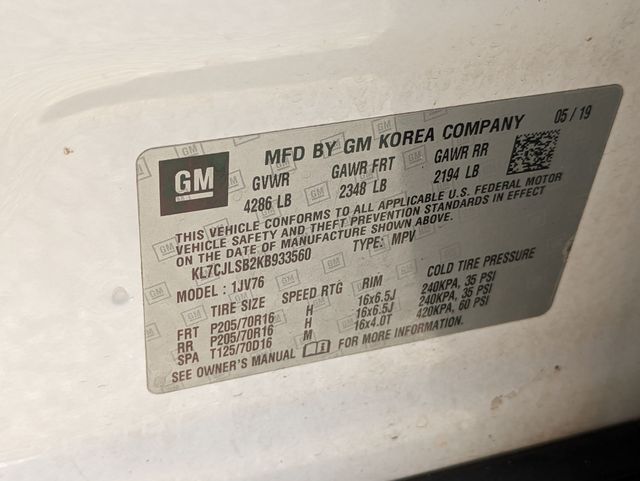 05 / 19
MFD BY GM KOREA COMPANY
GM
GVWR GAWR FRT GAWR RR
4286 LB 2348 LB 2194 LB
THIS VEHICLE CONFORMS TO ALL APPLICABLE U.S. FEDERAL MOTOR
VEHICLE SAFETY AND THEFT PREVENTION STANDARDS IN EFFECT
ON THE DATE OF MANUFACTURE SHOWN ABOVE.
KL7CJLSB2KB933560 TYPE: MPV
MODEL : 1JV76
TIRE SIZE SPEED RTG RIM COLD TIRE PRESSURE
FRT P205/70R16 H 16x6.5J 240KPA, 35 PSI
RR P205/70R16 H 16x6.5J 240KPA, 35 PSI
SPA T125/70D16 M 16x4.0T 420KPA, 60 PSI
SEE OWNER'S MANUAL FOR MORE INFORMATION.